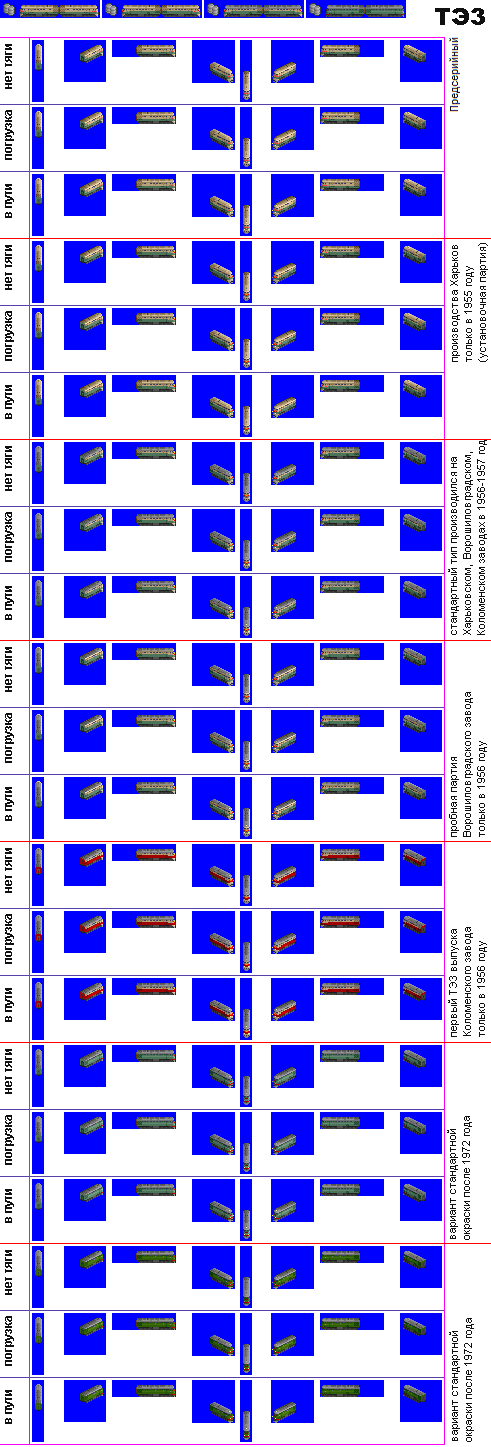 ТЭЗ
нет тяги
Предсерийный
погрузка
в пути
нет тяги
производства Харьков
только в 1955 году
(установочная партия)
погрузка
в пути
нет тяги
стандартный тип производился на
Харьковском, Ворошиловградском,
Коломенском заводах в 1956-1957 год
погрузка
в пути
нет тяги
пробная партия
Ворошиловградского завода
только в 1956 году
погрузка
в пути
нет тяги
первый ТЭЗ выпуска
Коломенского завода
только в 1956 году
погрузка
в пути
нет тяги
вариант стандартной
окраски после 1972 года
погрузка
в пути
нет тяги
вариант стандартной
окраски после 1972 года
погрузка
в пути